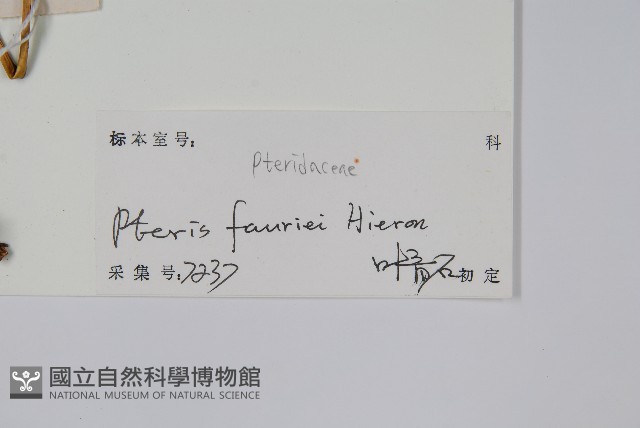 标本室号: 科
Pteridaceae
Pteris fauriei Hieron
采集号: 7237 初定
國立自然科學博物館
NATIONAL MUSEUM OF NATURAL SCIENCE